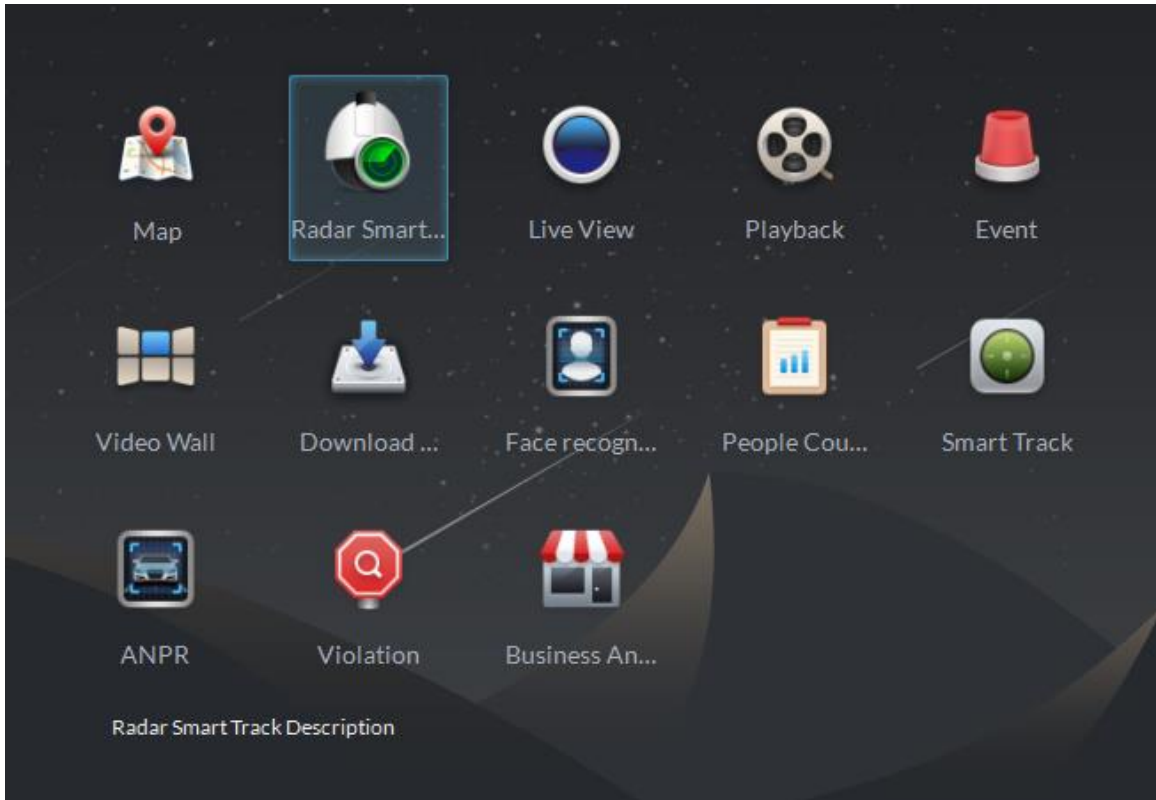 Map
Radar Smart...
Live View
Playback
Event
Video Wall
Download ...
Face recogn...
People Cou...
Smart Track
ANPR
Violation
Business An...
Radar Smart Track Description